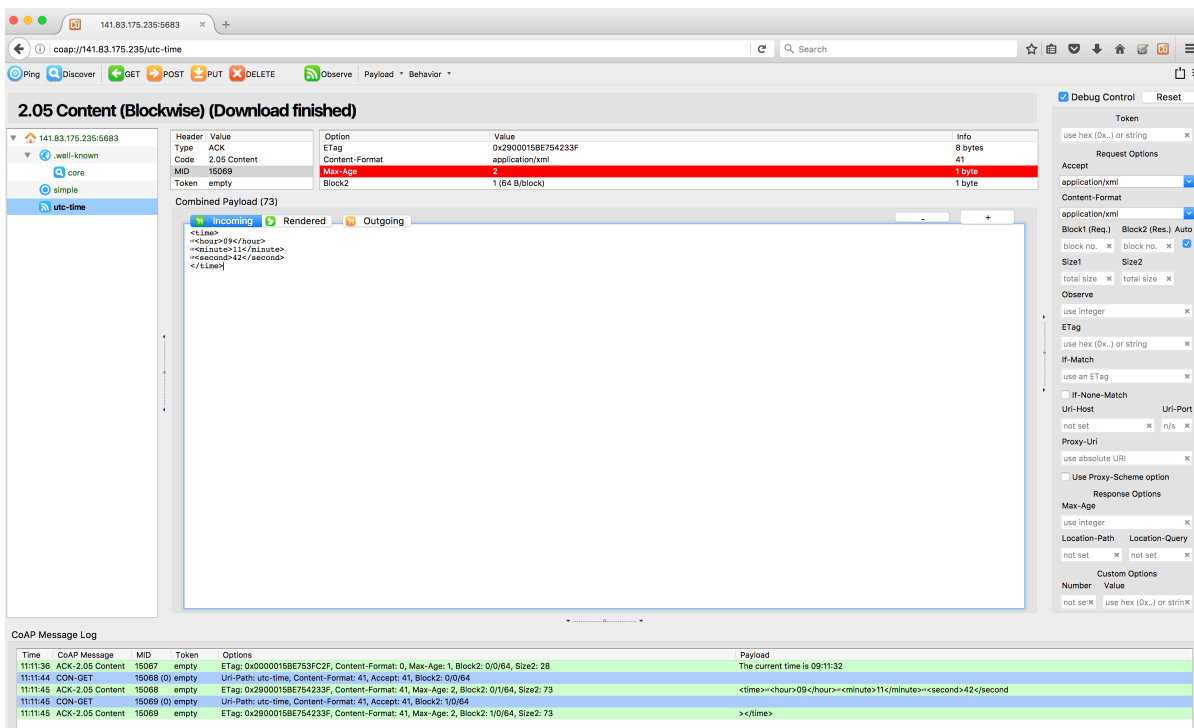 141.83.175.235:5683 × +
coap://141.83.175.235/utc-time
Search
Ping Discover GET POST PUT DELETE Observe Payload Behavior
2.05 Content (Blockwise) (Download finished)
141.83.175.235:5683
.well-known
core
simple
utc-time
Header Value
Type ACK
Code 2.05 Content
MID 15069
Token empty
Option Value Info
ETag 0x2900015BE754233F 8 bytes
Content-Format application/xml 41
Max-Age 2 1 byte
Block2 1 (64 B/block) 1 byte
Combined Payload (73)
Incoming Rendered Outgoing - +
<time>
<hour>09</hour>
<minute>11</minute>
<second>42</second>
</time>
Debug Control Reset
Token
use hex (0x..) or string ×
Request Options
Accept
application/xml
Content-Format
application/xml
Block1 (Req.) Block2 (Res.) Auto
block no. × block no. ×
Size1 Size2
total size × total size ×
Observe
use integer ×
ETag
use hex (0x..) or string ×
If-Match
use an ETag ×
If-None-Match
Uri-Host Uri-Port
not set × n/s ×
Proxy-Uri
use absolute URI ×
Use Proxy-Scheme option
Response Options
Max-Age
use integer ×
Location-Path Location-Query
not set × not set ×
Custom Options
Number Value
not set × use hex (0x..) or string ×
CoAP Message Log
Time CoAP Message MID Token Options Payload
11:11:36 ACK-2.05 Content 15067 empty ETag: 0x0000015BE753FC2F, Content-Format: 0, Max-Age: 1, Block2: 0/0/64, Size2: 28 The current time is 09:11:32
11:11:44 CON-GET 15068 (0) empty Uri-Path: utc-time, Content-Format: 41, Accept: 41, Block2: 0/0/64
11:11:45 ACK-2.05 Content 15068 empty ETag: 0x2900015BE754233F, Content-Format: 41, Max-Age: 2, Block2: 0/1/64, Size2: 73 <time><hour>09</hour><minute>11</minute><second>42</second
11:11:45 CON-GET 15069 (0) empty Uri-Path: utc-time, Content-Format: 41, Accept: 41, Block2: 1/0/64
11:11:45 ACK-2.05 Content 15069 empty ETag: 0x2900015BE754233F, Content-Format: 41, Max-Age: 2, Block2: 1/0/64, Size2: 73 ></time>